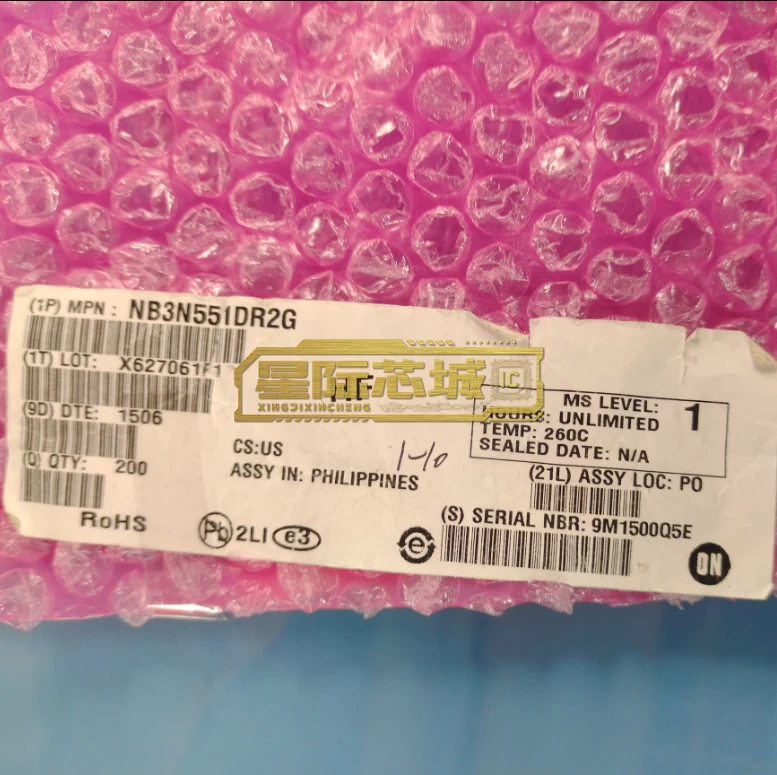 (1P) MPN : NB3N551DR2G
(1T) LOT: X627061F1
(9D) DTE: 1506
(Q) QTY: 200
星际芯城
IC
XINGJIXINCHENG
MS LEVEL: 1
HOURS: UNLIMITED
TEMP: 260C
SEALED DATE: N/A
CS:US
ASSY IN: PHILIPPINES
(21L) ASSY LOC: PO
(S) SERIAL NBR: 9M1500Q5E
RoHS
Pb
2LI
e3
e
ON